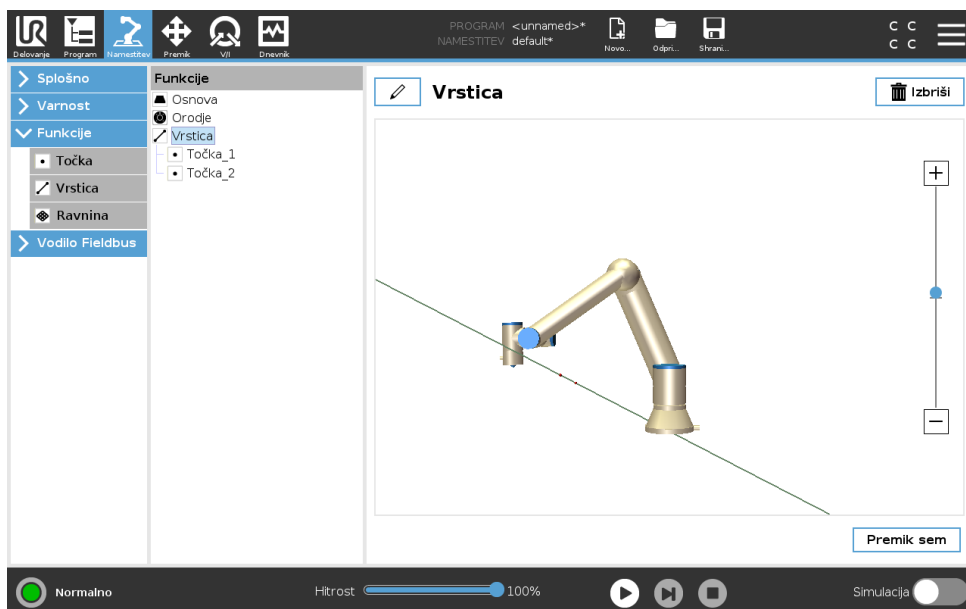 UR
PROGRAM <unnamed>*
NAMESTITEV default*
Delovanje Program Namestitev Premik V/I Dnevnik Novo... Odpri... Shrani...
C C
C C
Splošno
Varnost
Funkcije
Točka
Vrstica
Ravnina
Vodilo Fieldbus
Funkcije
Osnova
Orodje
Vrstica
Točka_1
Točka_2
Vrstica
Izbriši
Premik sem
Normalno
Hitrost 100%
Simulacija